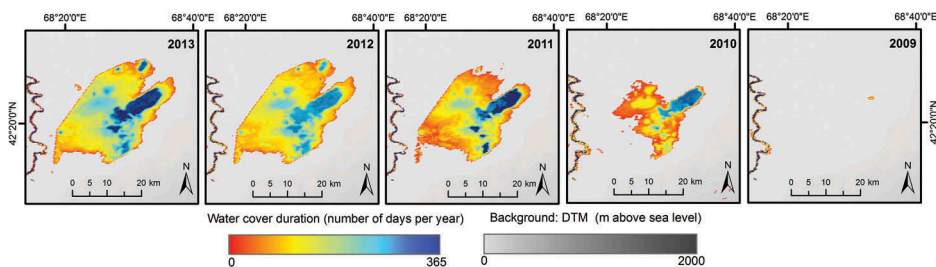 68°20'0"E 68°40'0"E 68°20'0"E 68°40'0"E 68°20'0"E 68°40'0"E 68°20'0"E 68°40'0"E 68°20'0"E 68°40'0"E
2013 2012 2011 2010 2009
42°20'0"N 42°20'0"N
N N N N N
0 5 10 20 km 0 5 10 20 km 0 5 10 20 km 0 5 10 20 km 0 5 10 20 km
Water cover duration (number of days per year) Background: DTM (m above sea level)
0 365 0 2000